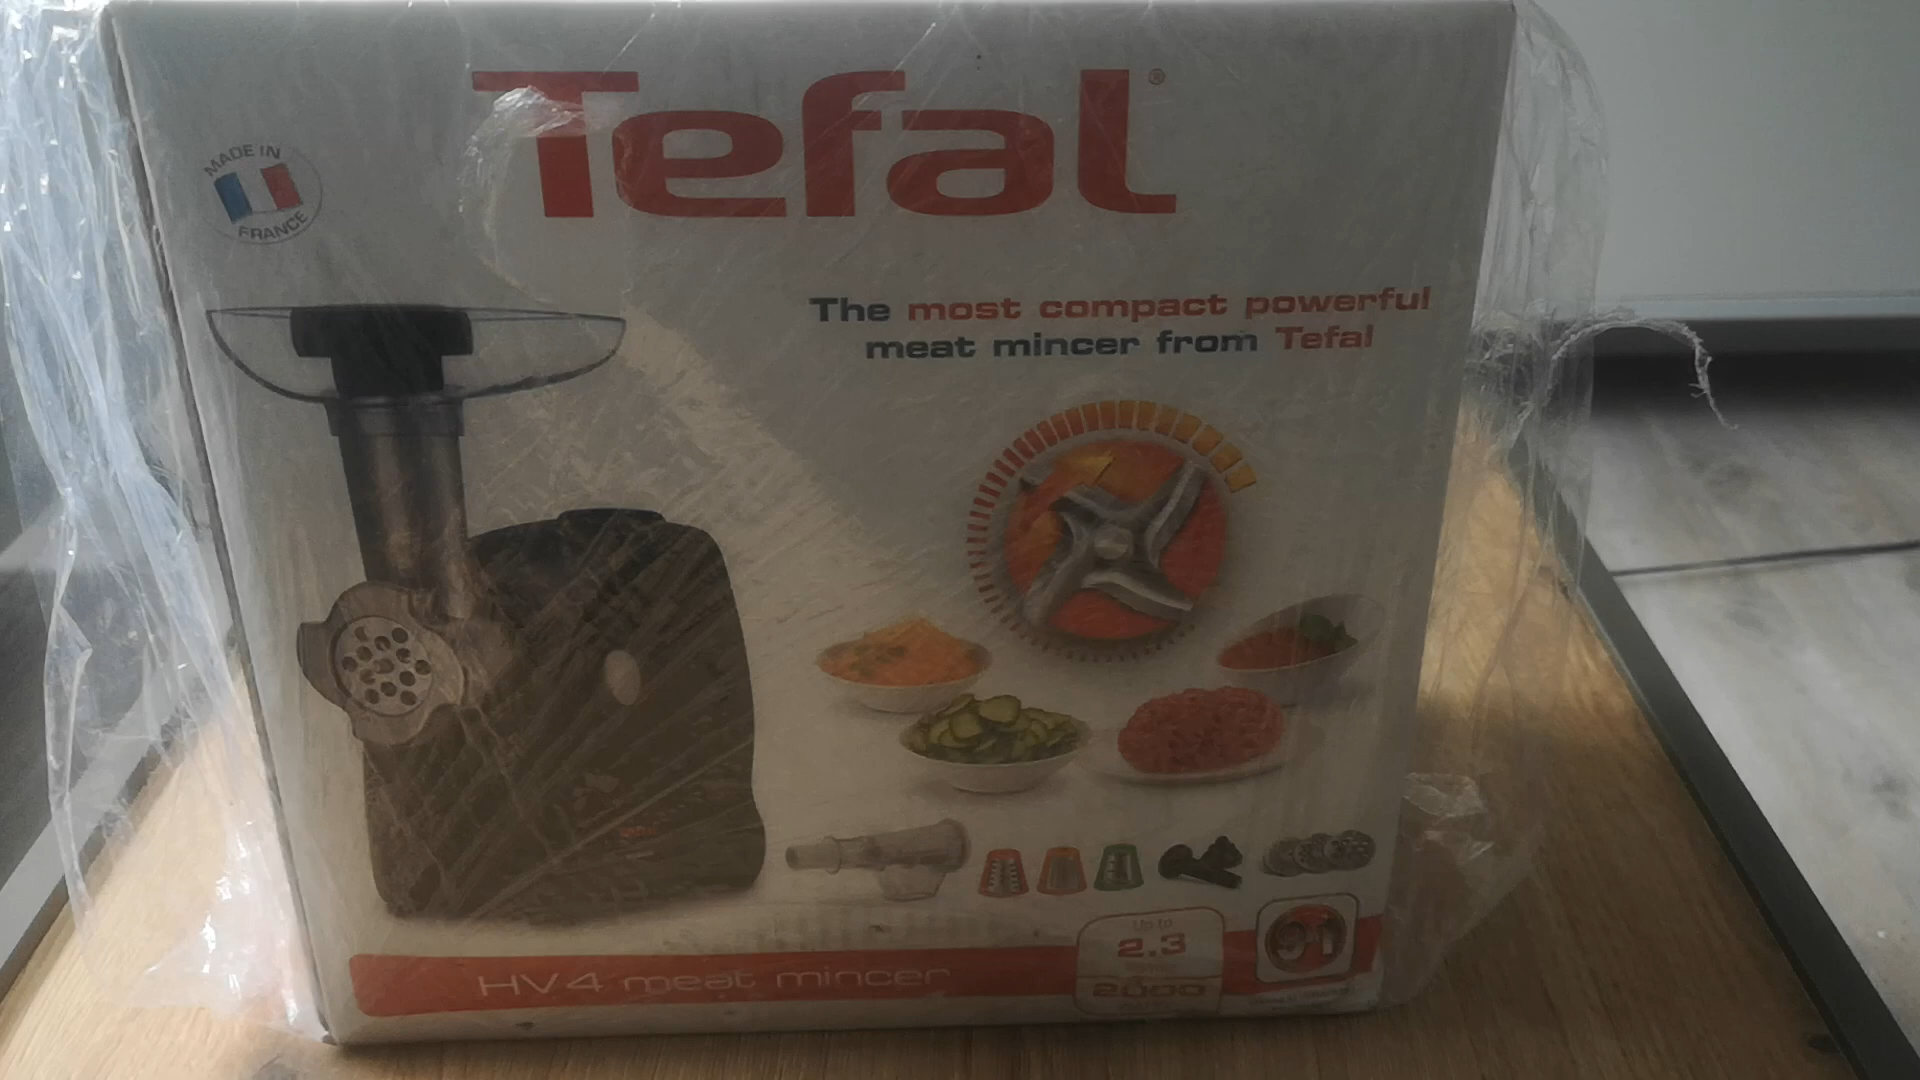 Tefal®
MADE IN
FRANCE
The most compact powerful
meat mincer from Tefal
HV4 meat mincer
Up to
2.3
2000